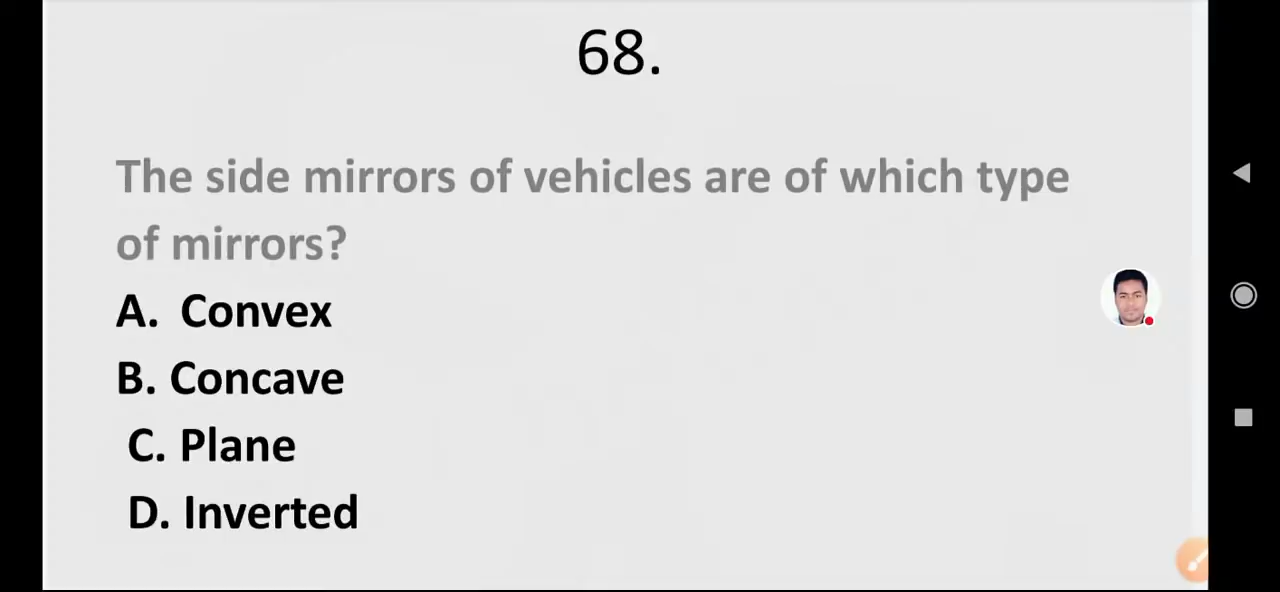 68.
The side mirrors of vehicles are of which type
of mirrors?
A. Convex
B. Concave
C. Plane
D. Inverted